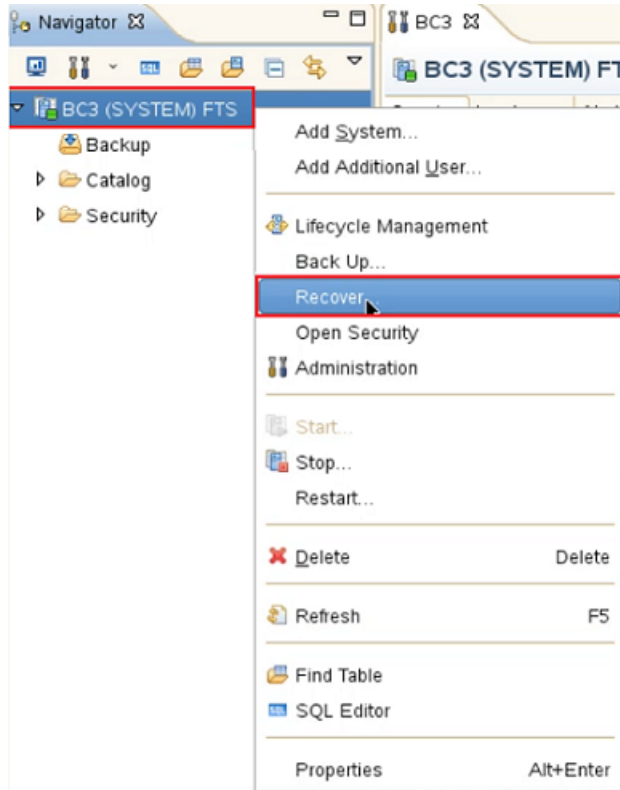 Navigator
BC3
BC3 (SYSTEM) FT
BC3 (SYSTEM) FTS
Backup
Catalog
Security
Add System...
Add Additional User...
Lifecycle Management
Back Up...
Recover...
Open Security
Administration
Start...
Stop...
Restart...
Delete Delete
Refresh F5
Find Table
SQL Editor
Properties Alt+Enter